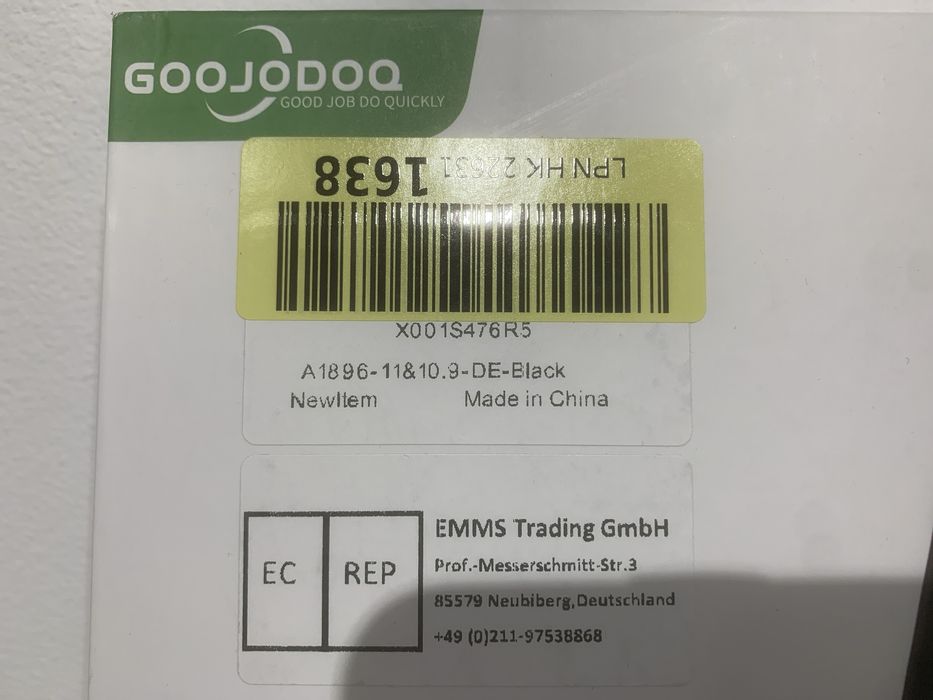 GOOJODOQ
GOOD JOB DO QUICKLY
LPN HK 22631 1638
X001S476R5
A1896-11&10.9-DE-Black
NewItem Made in China
EC REP
EMMS Trading GmbH
Prof.-Messerschmitt-Str.3
85579 Neubiberg,Deutschland
+49 (0)211-97538868